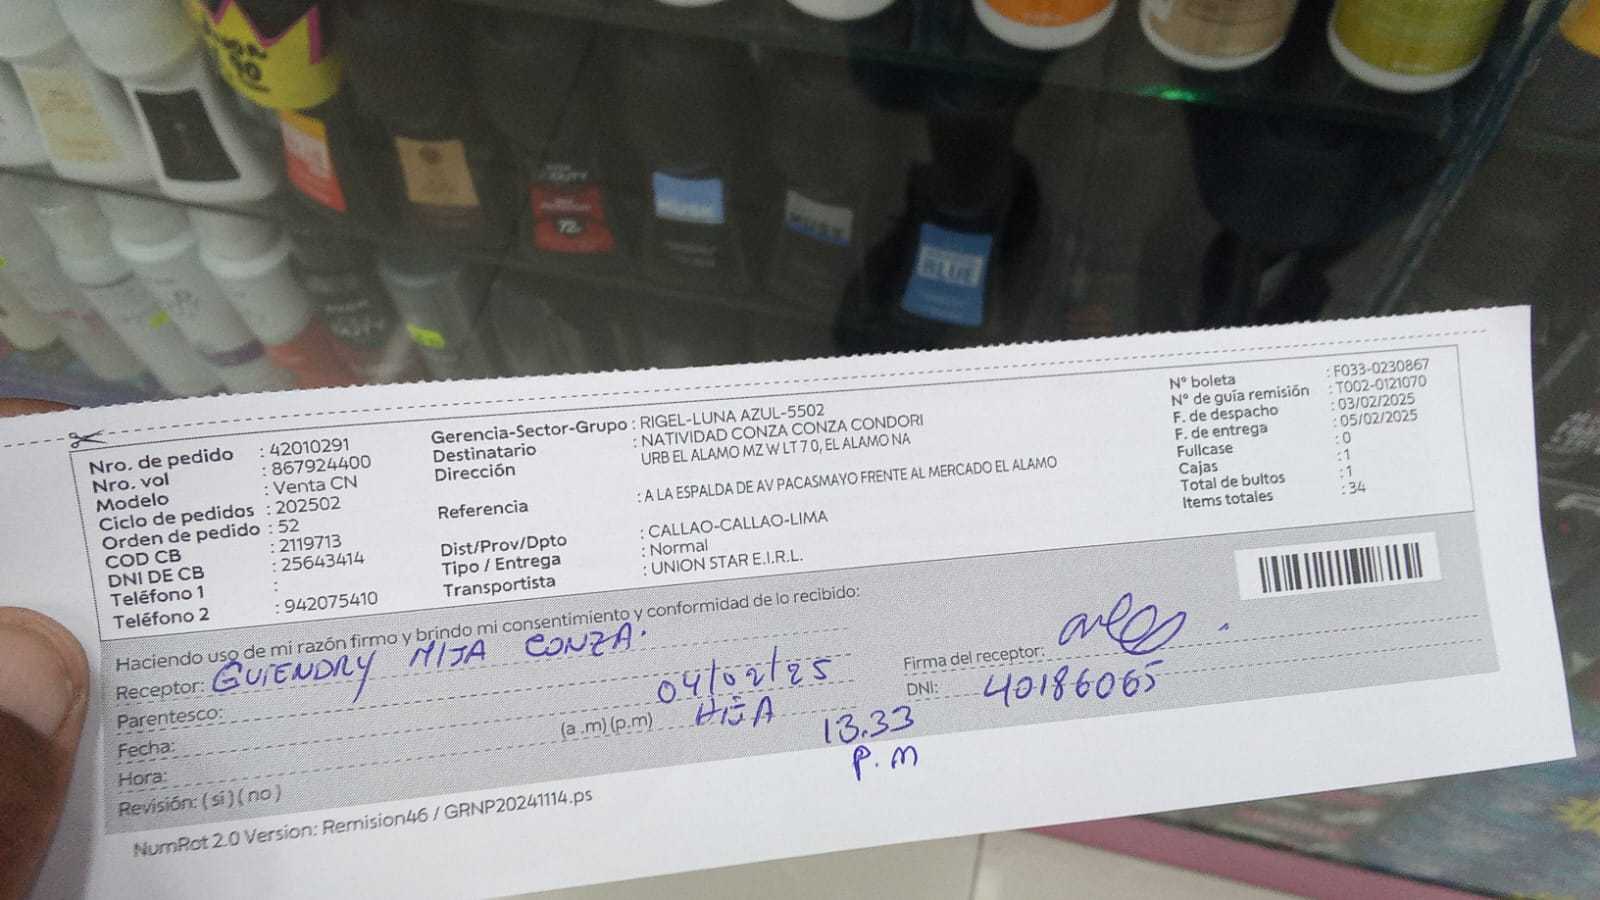 90
72
BLUE
Nro. de pedido : 42010291
Nro. vol : 867924400
Modelo : Venta CN
Ciclo de pedidos : 202502
Orden de pedido : 52
COD CB : 2119713
DNI DE CB : 25643414
Teléfono 1 :
Teléfono 2 : 942075410
Gerencia-Sector-Grupo : RIGEL-LUNA AZUL-5502
Destinatario : NATIVIDAD CONZA CONZA CONDORI
Dirección URB EL ALAMO MZ W LT 7 0, EL ALAMO NA
Referencia : A LA ESPALDA DE AV PACASMAYO FRENTE AL MERCADO EL ALAMO
Dist/Prov/Dpto : CALLAO-CALLAO-LIMA
Tipo / Entrega : Normal
Transportista : UNION STAR E.I.R.L.
N° boleta : F033-0230867
N° de guía remisión : T002-0121070
F. de despacho : 03/02/2025
F. de entrega : 05/02/2025
Fullcase : 0
Cajas : 1
Total de bultos : 1
Items totales : 34
Haciendo uso de mi razón firmo y brindo mi consentimiento y conformidad de lo recibido:
Receptor: GUIENDRY MIJA CONZA.
Parentesco:
Fecha: 04/02/25
(a .m) (p.m) HIJA
Hora: 13.33
P.M
Revisión: ( si ) ( no )
Firma del receptor:
DNI: 40186065
NumRot 2.0 Version: Remision46 / GRNP20241114.ps